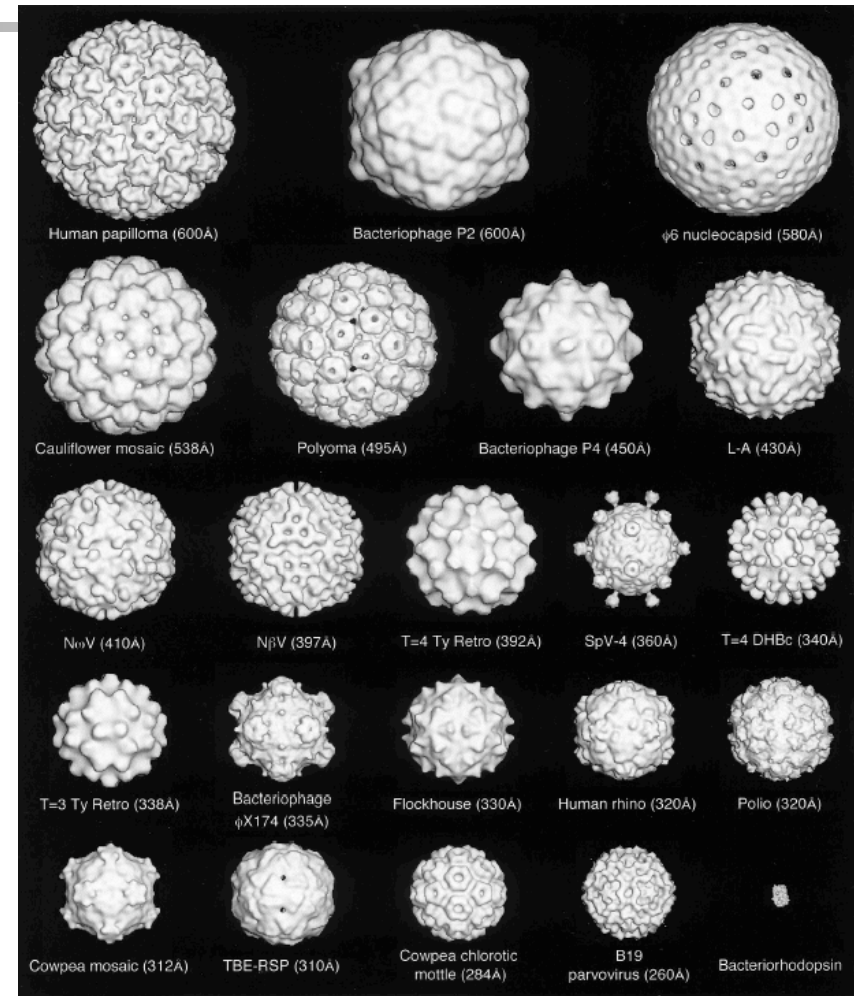 Human papilloma (600Å)
Bacteriophage P2 (600Å)
ϕ6 nucleocapsid (580Å)
Cauliflower mosaic (538Å)
Polyoma (495Å)
Bacteriophage P4 (450Å)
L-A (430Å)
NωV (410Å)
NβV (397Å)
T=4 Ty Retro (392Å)
SpV-4 (360Å)
T=4 DHBc (340Å)
T=3 Ty Retro (338Å)
Bacteriophage
ϕX174 (335Å)
Flockhouse (330Å)
Human rhino (320Å)
Polio (320Å)
Cowpea mosaic (312Å)
TBE-RSP (310Å)
Cowpea chlorotic
mottle (284Å)
B19
parvovirus (260Å)
Bacteriorhodopsin